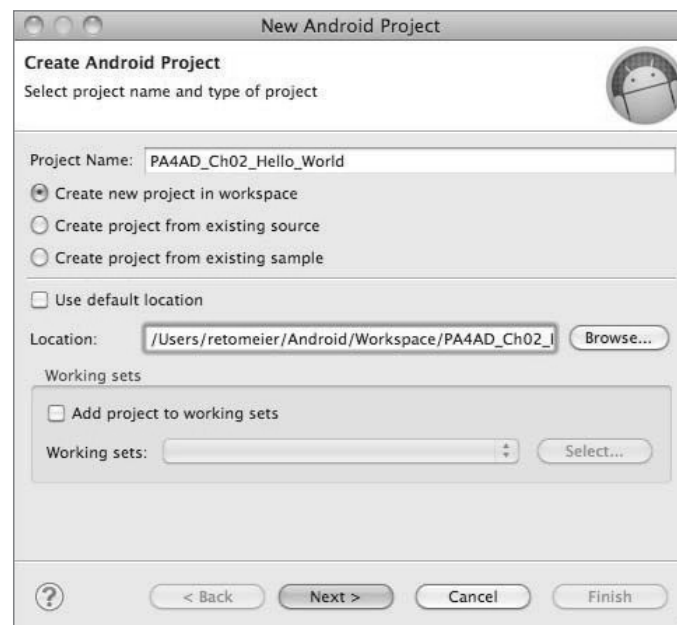 New Android Project
Create Android Project
Select project name and type of project
Project Name: PA4AD_Ch02_Hello_World
Create new project in workspace
Create project from existing source
Create project from existing sample
Use default location
Location: /Users/retomeier/Android/Workspace/PA4AD_Ch02_ Browse...
Working sets
Add project to working sets
Working sets: Select...
? < Back Next > Cancel Finish